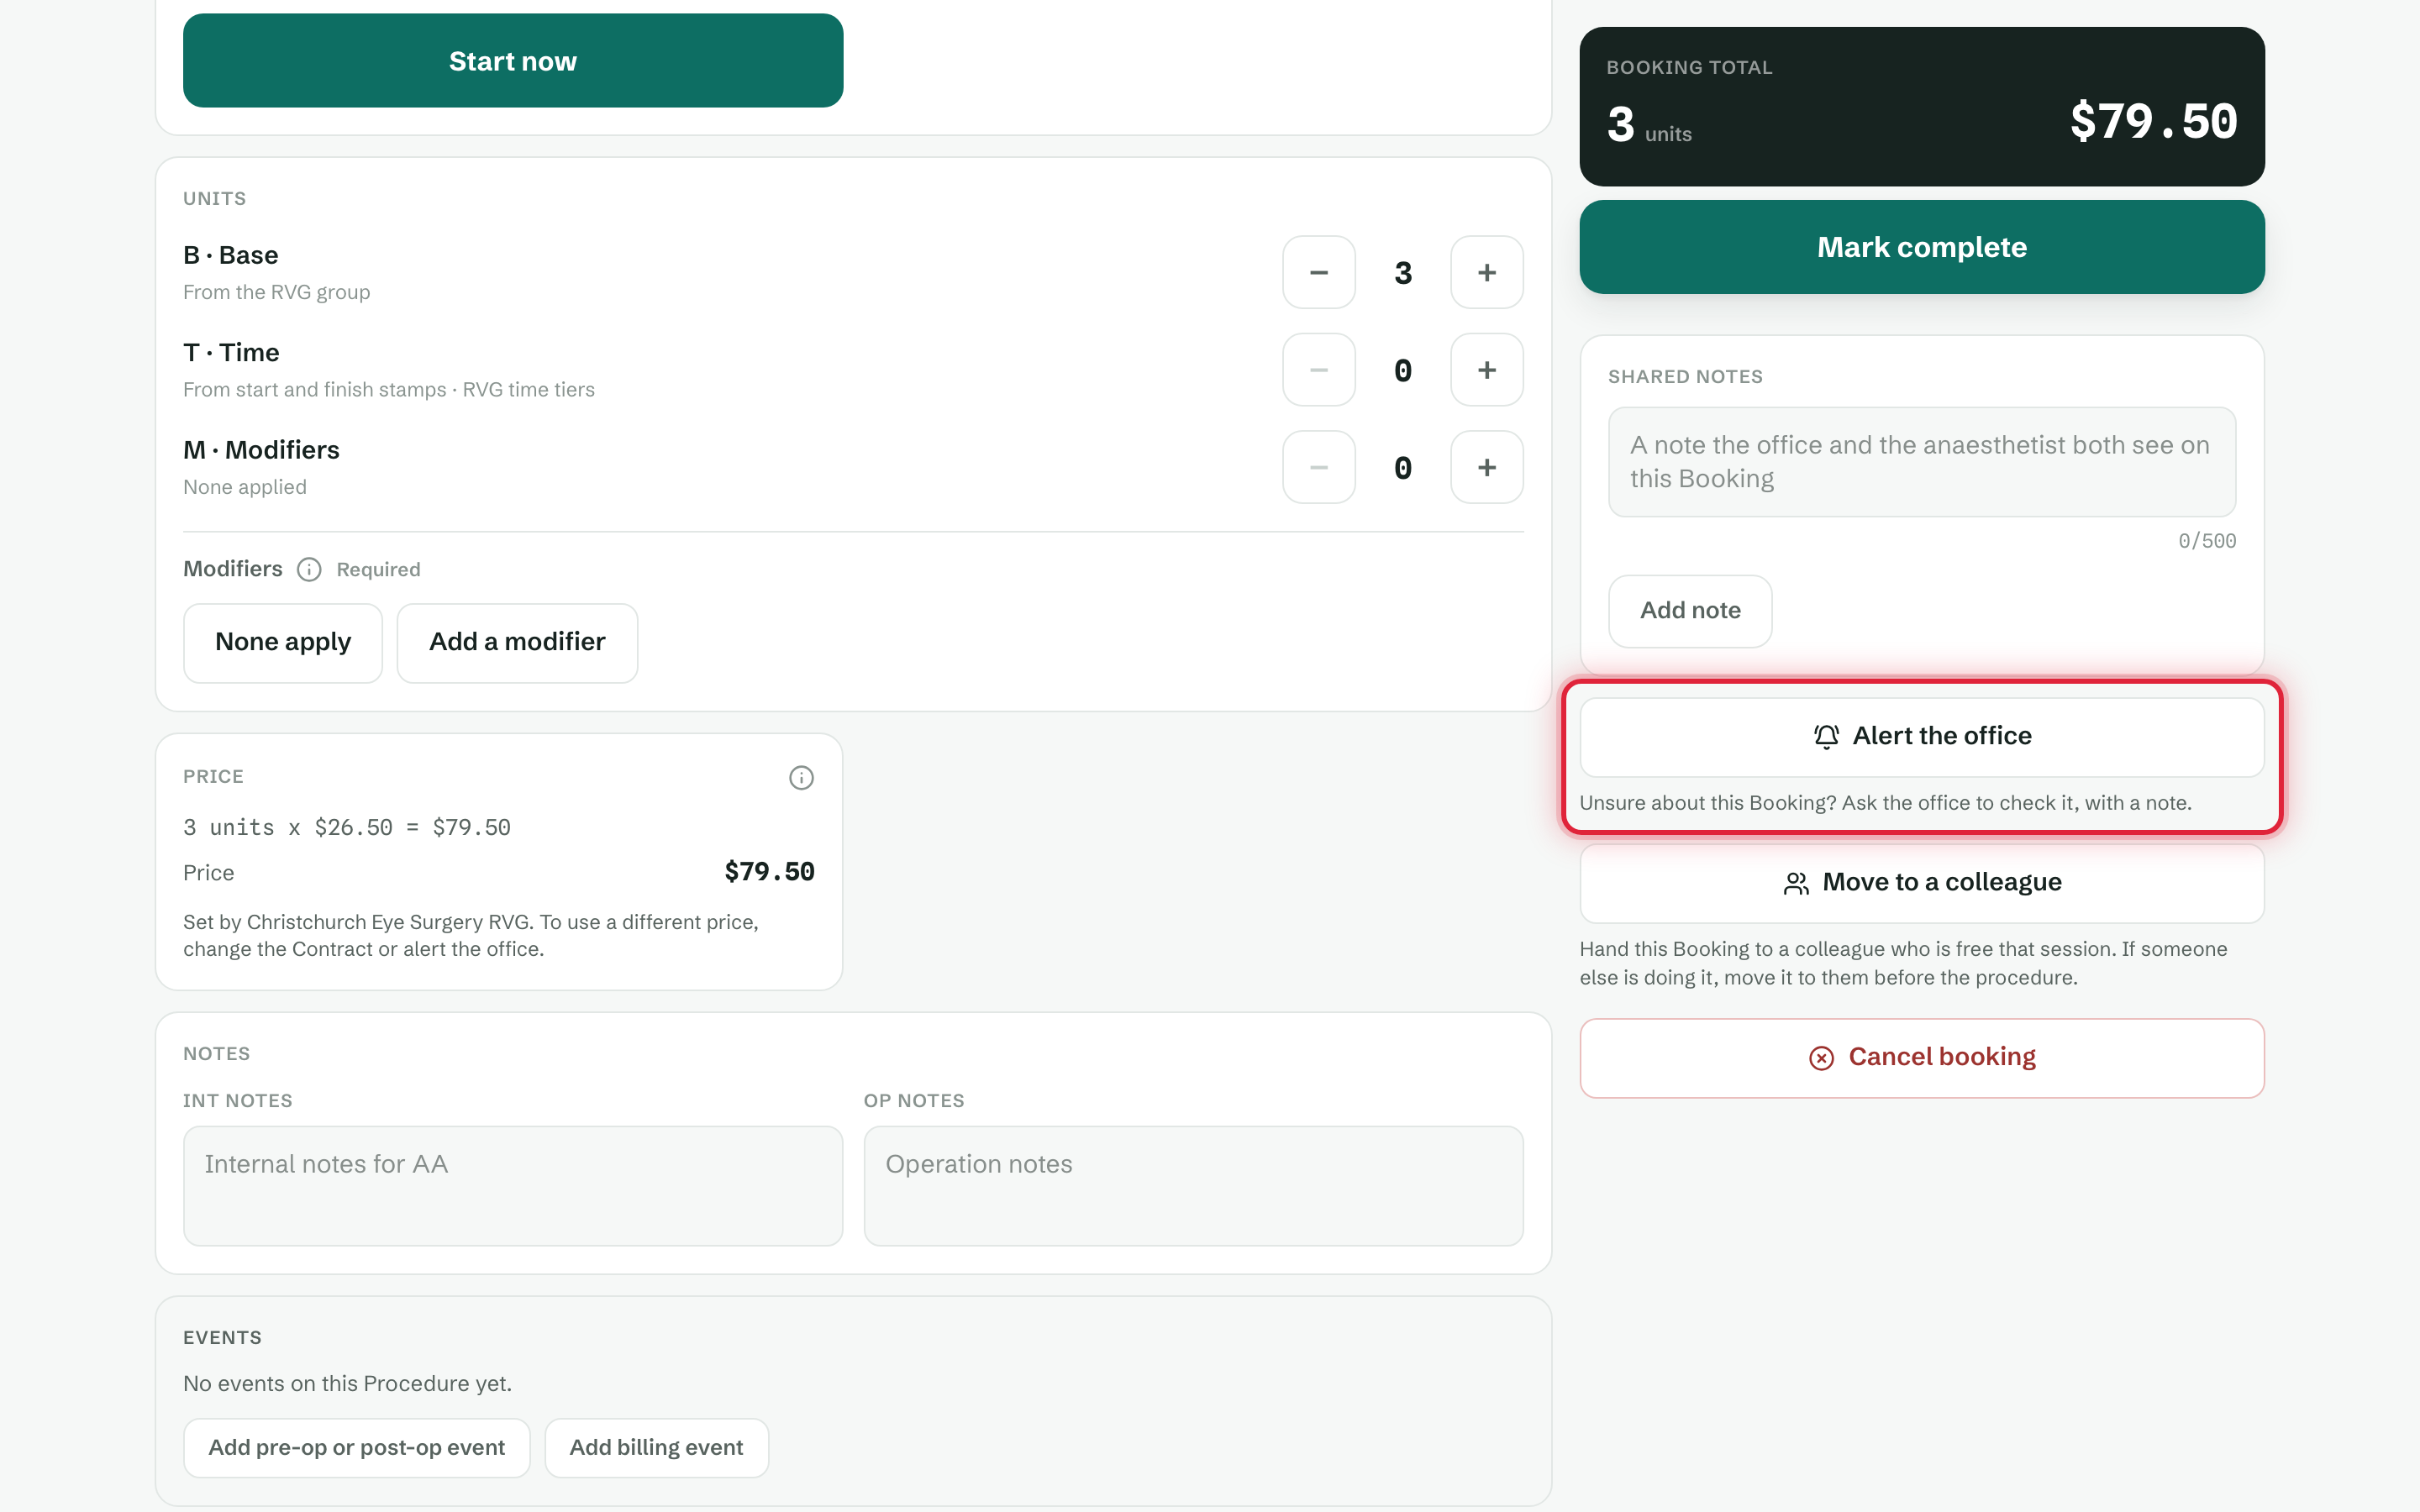 Start now
UNITS
B · Base
From the RVG group
− 3 +
T · Time
From start and finish stamps · RVG time tiers
− 0 +
M · Modifiers
None applied
− 0 +
Modifiers Required
None apply
Add a modifier
PRICE
3 units x $26.50 = $79.50
Price $79.50
Set by Christchurch Eye Surgery RVG. To use a different price,
change the Contract or alert the office.
NOTES
INT NOTES
Internal notes for AA
OP NOTES
Operation notes
EVENTS
No events on this Procedure yet.
Add pre-op or post-op event
Add billing event
BOOKING TOTAL
3 units $79.50
Mark complete
SHARED NOTES
A note the office and the anaesthetist both see on
this Booking
0/500
Add note
Alert the office
Unsure about this Booking? Ask the office to check it, with a note.
Move to a colleague
Hand this Booking to a colleague who is free that session. If someone
else is doing it, move it to them before the procedure.
Cancel booking